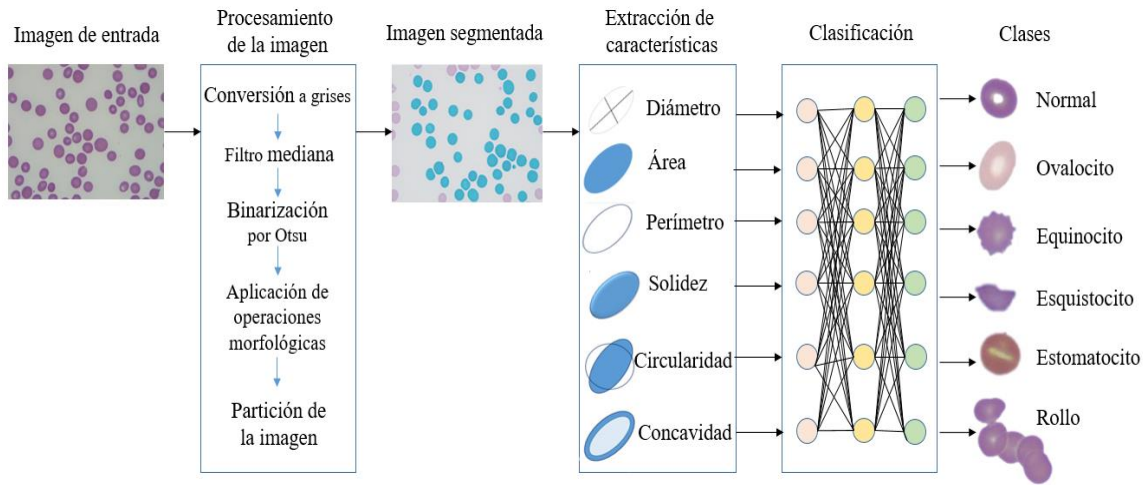 Imagen de entrada
Procesamiento
de la imagen
Conversión a grises
Filtro mediana
Binarización
por Otsu
Aplicación de
operaciones
morfológicas
Partición de
la imagen
Imagen segmentada
Extracción de
características
Diámetro
Área
Perímetro
Solidez
Circularidad
Concavidad
Clasificación
Clases
Normal
Ovalocito
Equinocito
Esquistocito
Estomatocito
Rollo